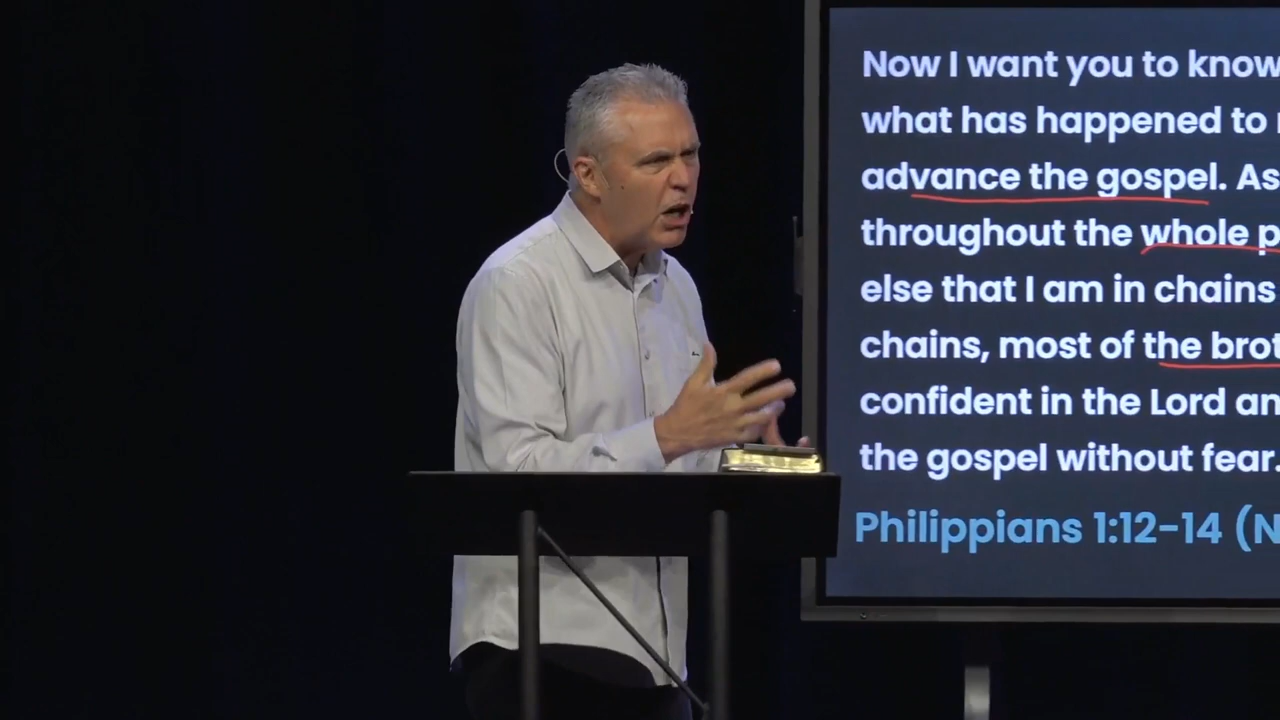 Now I want you to know
what has happened to
advance the gospel. As
throughout the whole p
else that I am in chains
chains, most of the brot
confident in the Lord an
the gospel without fear.
Philippians 1:12-14 (N